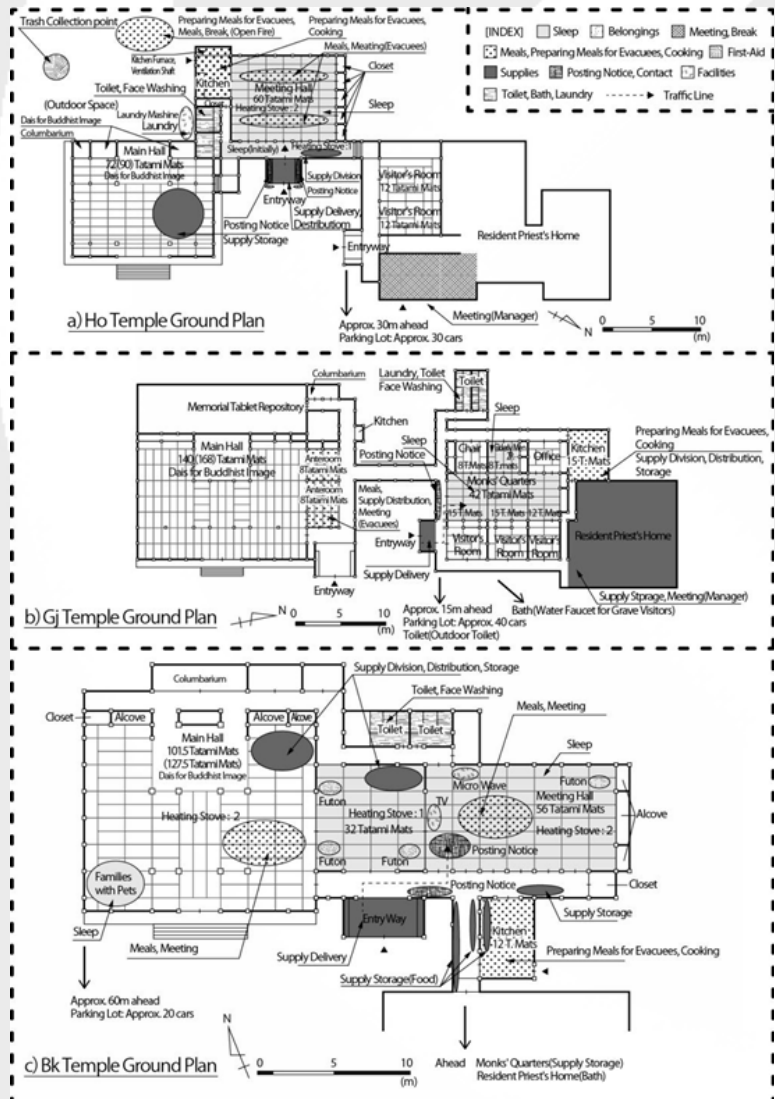 Trash Collection point
Preparing Meals for Evacuees,
Meals, Break, (Open Fire)
Preparing Meals for Evacuees,
Cooking
Meals, Meating(Evacuees)
Kitchen Furnace,
Ventilation Shaft
Kitchen
Closet
Toilet, Face Washing
Closet
Meeting Hall
60 Tatami Mats
Heating Stove : 2
Sleep
(Outdoor Space)
Laundry Mashine
Laundry
Dais for Buddhist Image
Columbarium
Main Hall
72(90) Tatami Mats
Dais for Buddhist Image
Sleep(Initially)
Heating Stove : 1
Supply Division
Posting Notice
Entryway
Supply Delivery,
Destributiom
Posting Notice
Supply Storage
Visitor's Room
12 Tatami Mats
Visitor's Room
12 Tatami Mats
Entryway
Resident Priest's Home
Meeting(Manager)
Approx. 30m ahead
Parking Lot: Approx. 30 cars
a) Ho Temple Ground Plan
N
0 5 10
(m)
[INDEX] Sleep Belongings Meeting, Break
Meals, Preparing Meals for Evacuees, Cooking First-Aid
Supplies Posting Notice, Contact Facilities
Toilet, Bath, Laundry Traffic Line
Columbarium
Memorial Tablet Repository
Laundry, Toilet
Face Washing
Toilet
Kitchen
Sleep
Sleep
Posting Notice
Main Hall
140 (168) Tatami Mats
Dais for Buddhist Image
Anteroom
8Tatami Mats
Anteroom
8Tatami Mats
Meals,
Supply Distribution,
Meeting
(Evacuees)
Chair
8T.Mats
8T.mats
Office
Monks' Quarters
42 Tatami Mats
15 T. Mats 15 T. Mats 12 T. Mats
Visitor's
Room
Visitor's
Room
Visitor's
Room
Kitchen
5 T. Mats
Preparing Meals for Evacuees,
Cooking
Supply Division, Distribution,
Storage
Resident Priest's Home
Entryway
Supply Delivery
Entryway
Supply Stprage, Meeting(Manager)
Approx. 15m ahead
Parking Lot: Approx. 40 cars
Toilet(Outdoor Toilet)
Bath(Water Faucet for Grave Visitors)
b) Gj Temple Ground Plan
N
0 5 10
(m)
Supply Division, Distribution, Storage
Columbarium
Toilet, Face Washing
Toilet Toilet
Meals, Meeting
Closet
Alcove
Alcove
Alcove
Main Hall
101.5 Tatami Mats
(127.5 Tatami Mats)
Dais for Buddhist Image
Sleep
Futon
Micro Wave
Futon
Meeting Hall
56 Tatami Mats
Heating Stove : 2
TV
Heating Stove : 1
32 Tatami Mats
Alcove
Heating Stove : 2
Futon
Futon
Posting Notice
Families
with Pets
Sleep
Meals, Meeting
Posting Notice
Closet
Supply Storage
EntryWay
Supply Delivery
Kitchen
12 T. Mats
Preparing Meals for Evacuees, Cooking
Supply Storage(Food)
Approx. 60m ahead
Parking Lot: Approx. 20 cars
c) Bk Temple Ground Plan
N
0 5 10
(m)
Ahead Monks' Quarters(Supply Storage)
Resident Priest's Home(Bath)